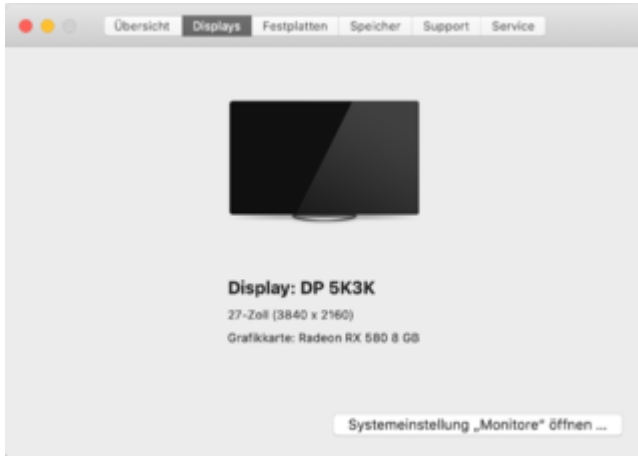 Übersicht Displays Festplatten Speicher Support Service
Display: DP 5K3K
27-Zoll (3840 x 2160)
Grafikkarte: Radeon RX 580 8 GB
Systemeinstellung „Monitore“ öffnen ...